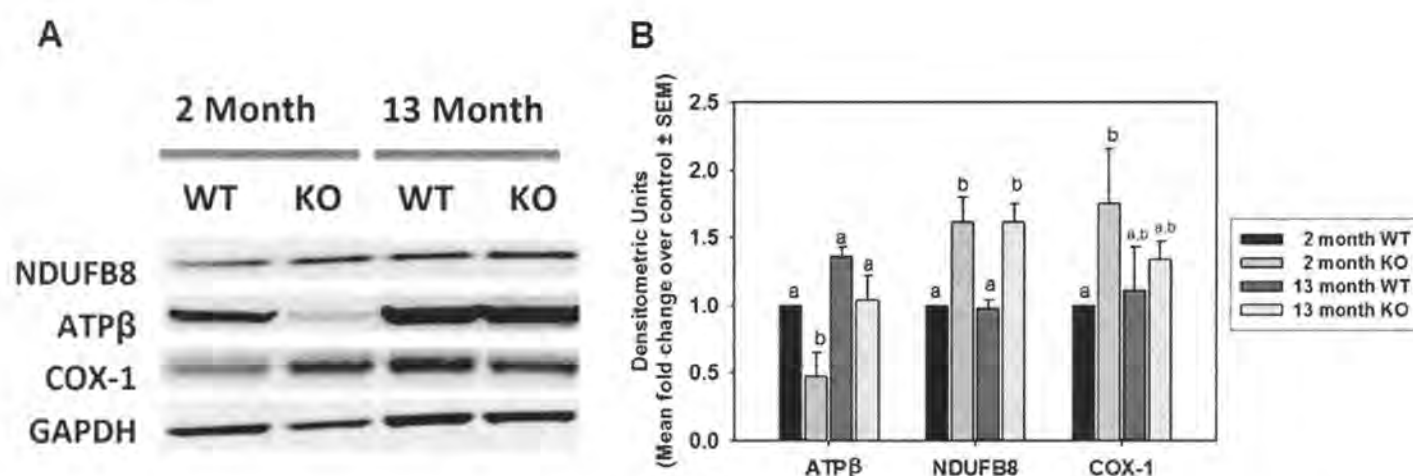 A
2 Month 13 Month
WT KO WT KO
NDUFB8
ATPβ
COX-1
GAPDH
B
Densitometric Units
(Mean fold change over control ± SEM)
2.5
2.0
1.5
1.0
0.5
0.0
a b a a
a b a b
a b a,b a,b
ATPβ NDUFB8 COX-1
2 month WT
2 month KO
13 month WT
13 month KO